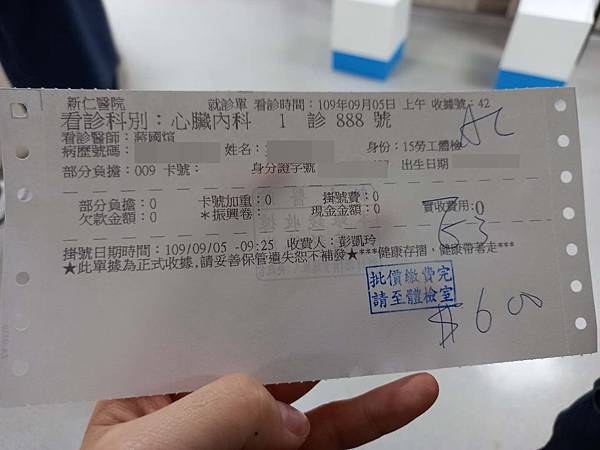 新仁醫院 就診單 看診時間：109年09月05日 上午 收據號：42
看診科別：心臟內科 1 診 888 號
看診醫師：蔣國煊
病歷號碼： 姓名： 身份：15勞工體檢
部分負擔：009 卡號： 身分證字號 出生日期
部分負擔：0 卡號加重：0 掛號費：0 實收費用：0
欠款金額：0 *振興卷：0 現金金額：0
掛號日期時間：109/09/05 -09:25 收費人：彭凱玲
★此單據為正式收據,請妥善保管遺失恕不補發★***健康存摺，健康帶著走***
批價繳費完
請至體檢室
$600